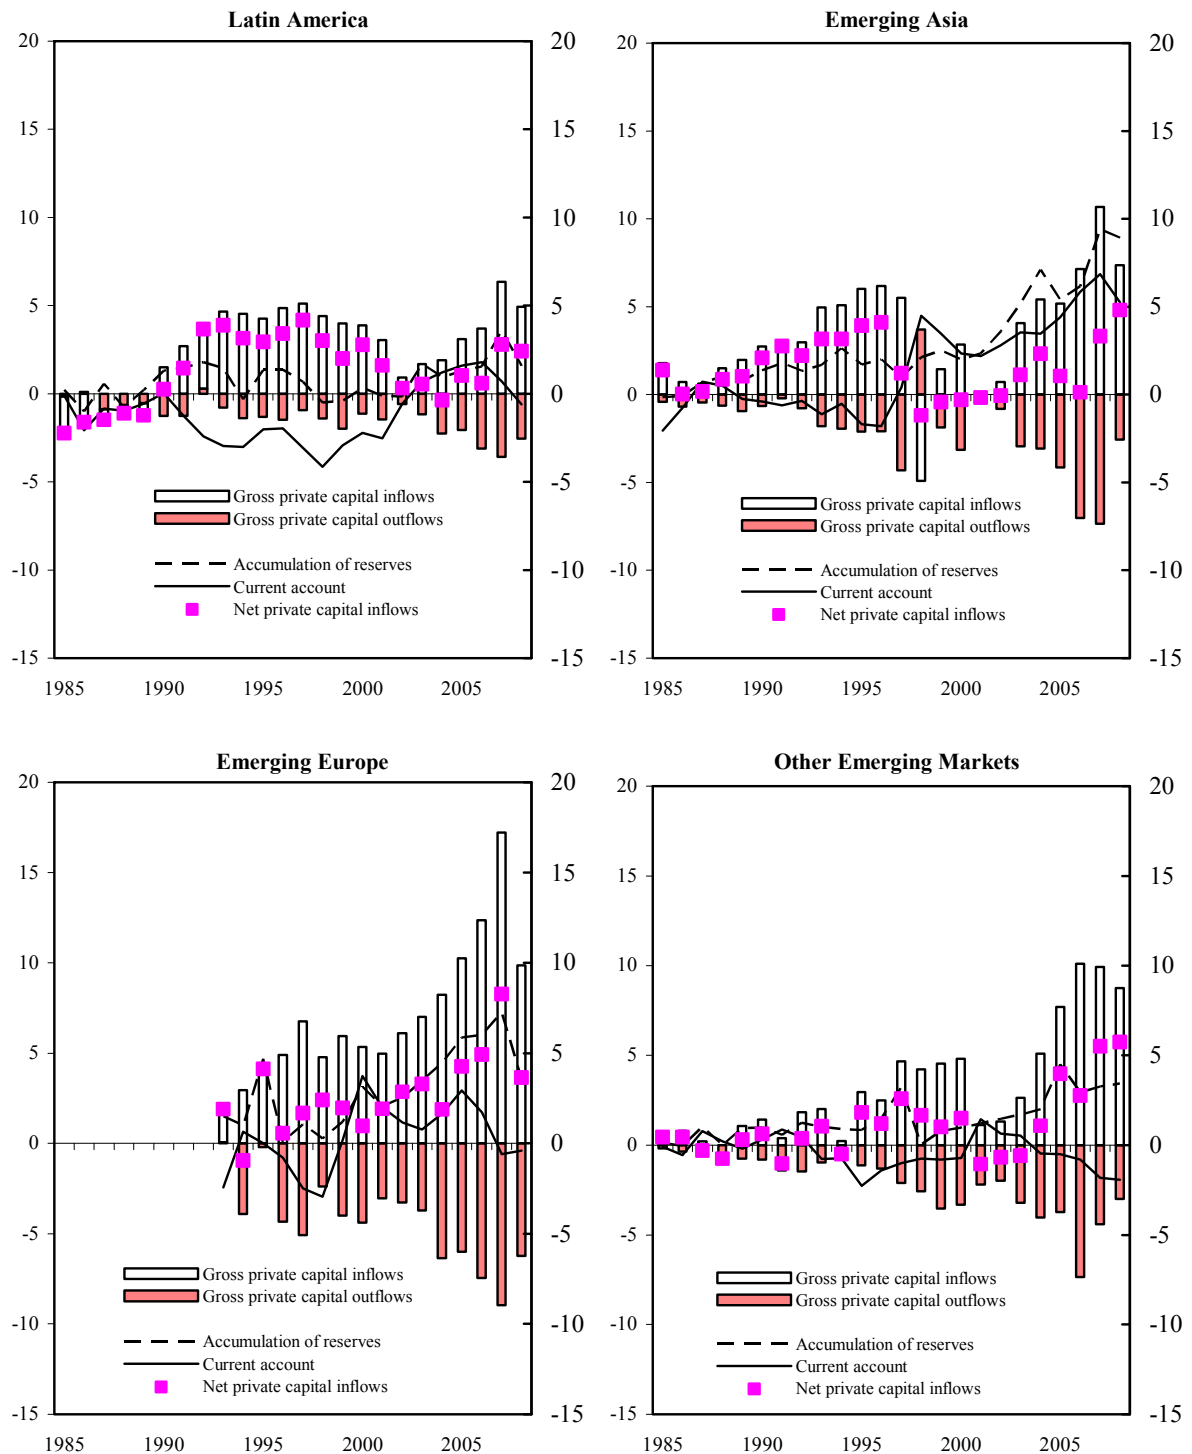 Latin America
20
15
10
5
0
-5
-10
-15
20
15
10
5
0
-5
-10
-15
Gross private capital inflows
Gross private capital outflows
Accumulation of reserves
Current account
Net private capital inflows
1985 1990 1995 2000 2005
Emerging Asia
20
15
10
5
0
-5
-10
-15
20
15
10
5
0
-5
-10
-15
Gross private capital inflows
Gross private capital outflows
Accumulation of reserves
Current account
Net private capital inflows
1985 1990 1995 2000 2005
Emerging Europe
20
15
10
5
0
-5
-10
-15
20
15
10
5
0
-5
-10
-15
Gross private capital inflows
Gross private capital outflows
Accumulation of reserves
Current account
Net private capital inflows
1985 1990 1995 2000 2005
Other Emerging Markets
20
15
10
5
0
-5
-10
-15
20
15
10
5
0
-5
-10
-15
Gross private capital inflows
Gross private capital outflows
Accumulation of reserves
Current account
Net private capital inflows
1985 1990 1995 2000 2005